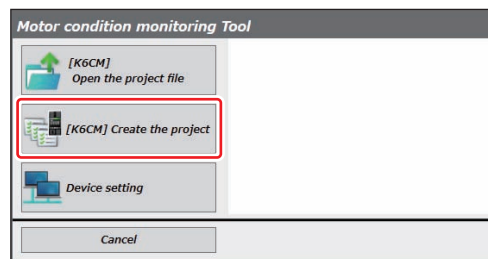 Motor condition monitoring Tool
[K6CM]
Open the project file
[K6CM] Create the project
Device setting
Cancel